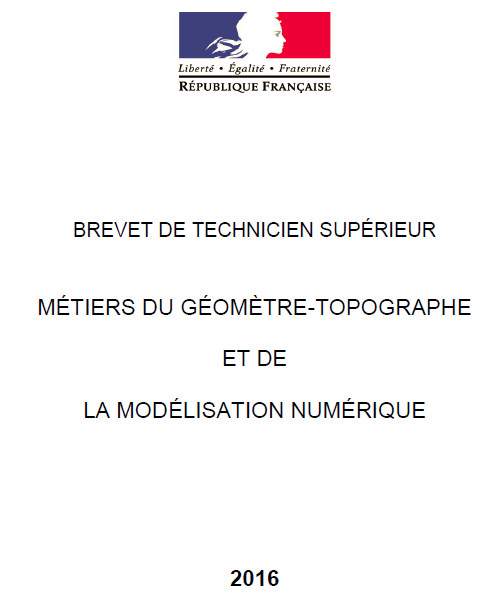 Liberté • Égalité • Fraternité
RÉPUBLIQUE FRANÇAISE
BREVET DE TECHNICIEN SUPÉRIEUR
MÉTIERS DU GÉOMÈTRE-TOPOGRAPHE
ET DE
LA MODÉLISATION NUMÉRIQUE
2016